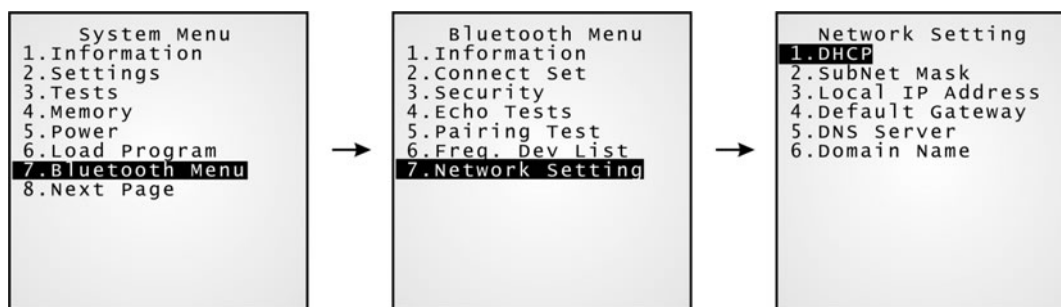 System Menu
1.Information
2.Settings
3.Tests
4.Memory
5.Power
6.Load Program
7.Bluetooth Menu
8.Next Page
Bluetooth Menu
1.Information
2.Connect Set
3.Security
4.Echo Tests
5.Pairing Test
6.Freq. Dev List
7.Network Setting
Network Setting
1.DHCP
2.SubNet Mask
3.Local IP Address
4.Default Gateway
5.DNS Server
6.Domain Name